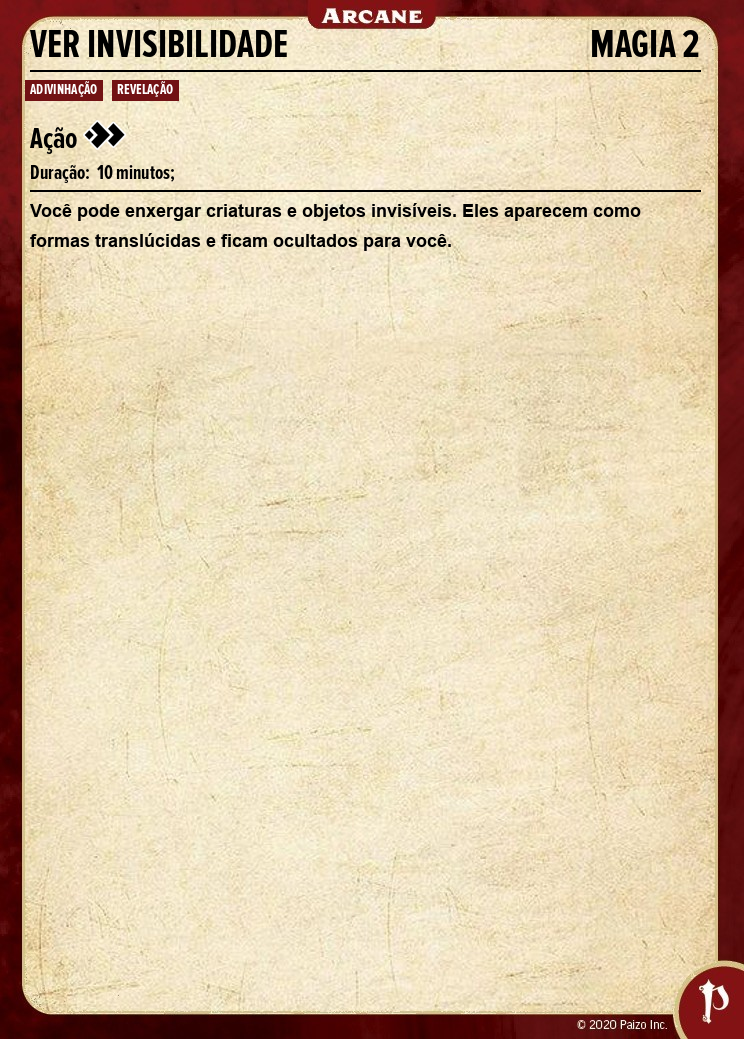 ARCANE
VER INVISIBILIDADE MAGIA 2
ADIVINHAÇÃO REVELAÇÃO
Ação
Duração: 10 minutos;
Você pode enxergar criaturas e objetos invisíveis. Eles aparecem como
formas translúcidas e ficam ocultados para você.
© 2020 Paizo Inc.
P